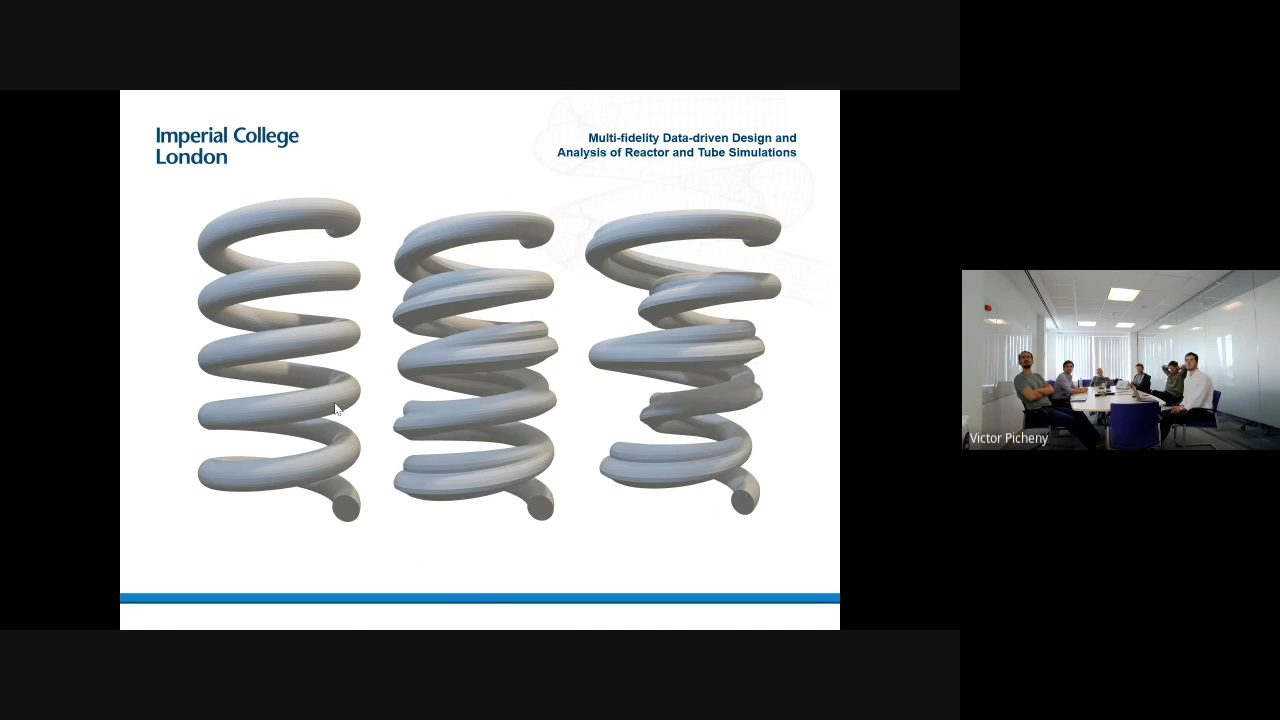 Imperial College
London
Multi-fidelity Data-driven Design and
Analysis of Reactor and Tube Simulations
Victor Picheny